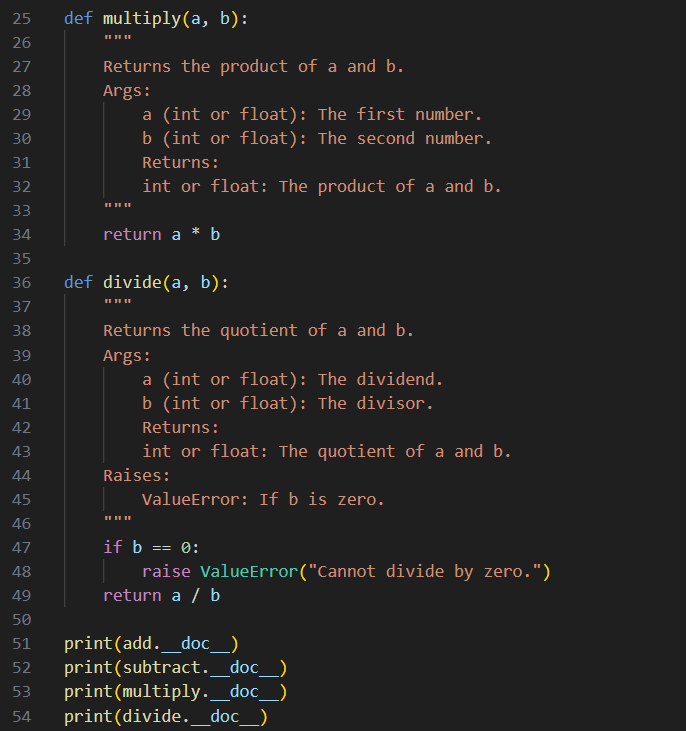 25 def multiply(a, b):
26     """
27     Returns the product of a and b.
28     Args:
29         a (int or float): The first number.
30         b (int or float): The second number.
31         Returns:
32         int or float: The product of a and b.
33     """
34     return a * b
35
36 def divide(a, b):
37     """
38     Returns the quotient of a and b.
39     Args:
40         a (int or float): The dividend.
41         b (int or float): The divisor.
42         Returns:
43         int or float: The quotient of a and b.
44     Raises:
45         ValueError: If b is zero.
46     """
47     if b == 0:
48         raise ValueError("Cannot divide by zero.")
49     return a / b
50
51 print(add.__doc__)
52 print(subtract.__doc__)
53 print(multiply.__doc__)
54 print(divide.__doc__)